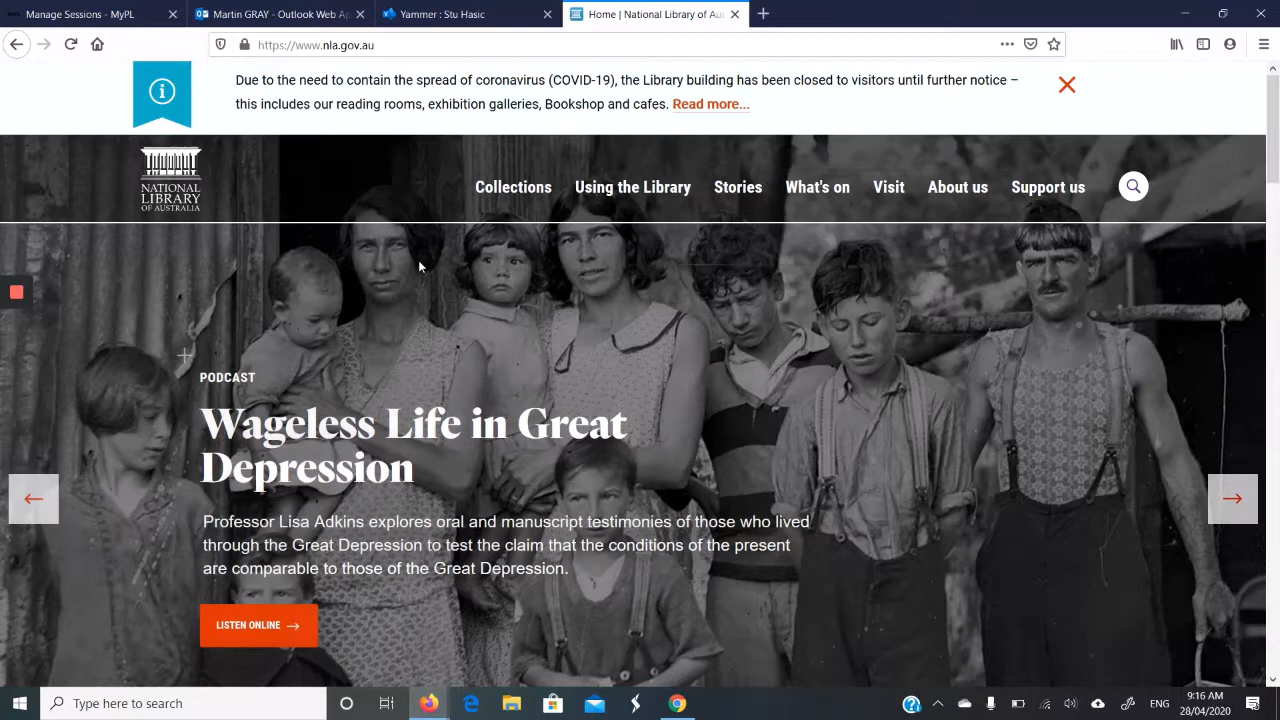 Manage Sessions - MyPL
Martin GRAY - Outlook Web Ap
Yammer : Stu Hasic
Home | National Library of Aus
https://www.nla.gov.au
Due to the need to contain the spread of coronavirus (COVID-19), the Library building has been closed to visitors until further notice –
this includes our reading rooms, exhibition galleries, Bookshop and cafes. Read more...
NATIONAL
LIBRARY
OF AUSTRALIA
Collections Using the Library Stories What's on Visit About us Support us
PODCAST
Wageless Life in Great
Depression
Professor Lisa Adkins explores oral and manuscript testimonies of those who lived
through the Great Depression to test the claim that the conditions of the present
are comparable to those of the Great Depression.
LISTEN ONLINE
Type here to search
ENG
9:16 AM
28/04/2020